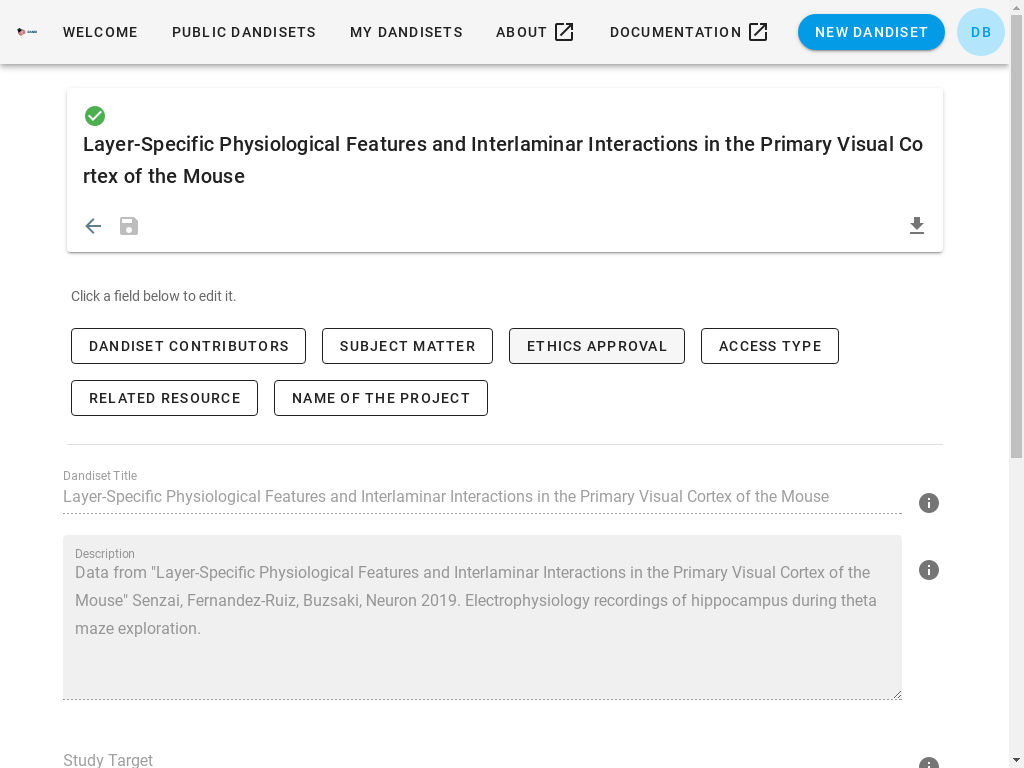 WELCOME PUBLIC DANDISETS MY DANDISETS ABOUT DOCUMENTATION NEW DANDISET DB
Layer-Specific Physiological Features and Interlaminar Interactions in the Primary Visual Co
rtex of the Mouse
Click a field below to edit it.
DANDISET CONTRIBUTORS SUBJECT MATTER ETHICS APPROVAL ACCESS TYPE
RELATED RESOURCE NAME OF THE PROJECT
Dandiset Title
Layer-Specific Physiological Features and Interlaminar Interactions in the Primary Visual Cortex of the Mouse
Description
Data from "Layer-Specific Physiological Features and Interlaminar Interactions in the Primary Visual Cortex of the
Mouse" Senzai, Fernandez-Ruiz, Buzsaki, Neuron 2019. Electrophysiology recordings of hippocampus during theta
maze exploration.
Study Target